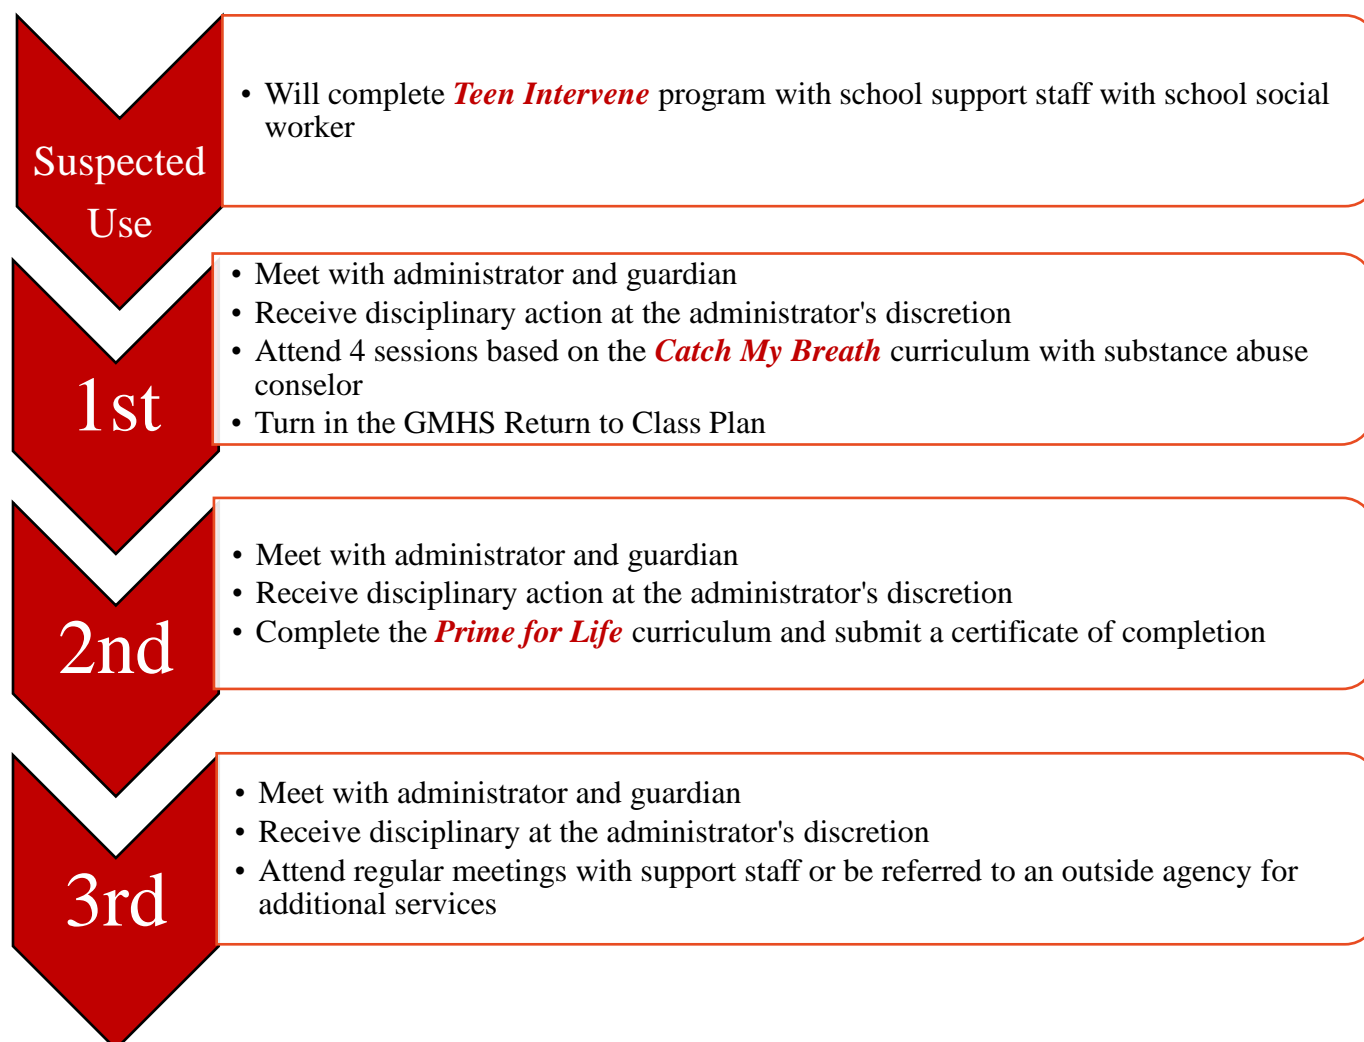 Suspected
Use
• Will complete Teen Intervene program with school support staff with school social
worker
1st
• Meet with administrator and guardian
• Receive disciplinary action at the administrator's discretion
• Attend 4 sessions based on the Catch My Breath curriculum with substance abuse
conselor
• Turn in the GMHS Return to Class Plan
2nd
• Meet with administrator and guardian
• Receive disciplinary action at the administrator's discretion
• Complete the Prime for Life curriculum and submit a certificate of completion
3rd
• Meet with administrator and guardian
• Receive disciplinary at the administrator's discretion
• Attend regular meetings with support staff or be referred to an outside agency for
additional services